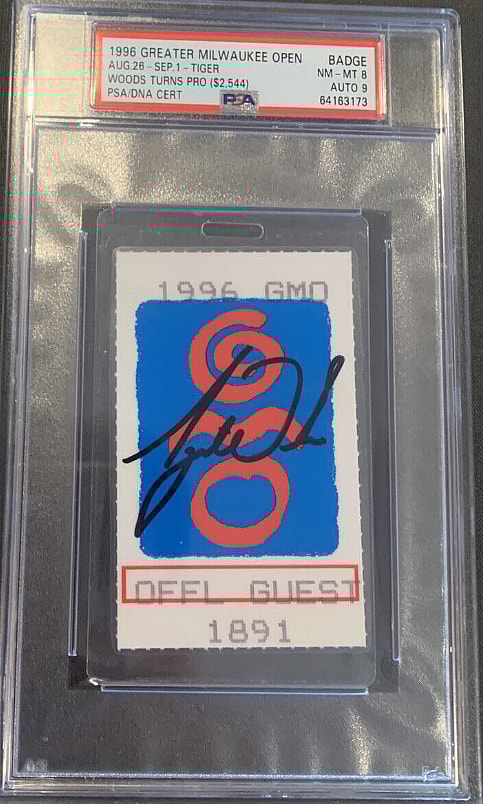 1996 GREATER MILWAUKEE OPEN BADGE
AUG.26 - SEP.1 - TIGER NM - MT 8
WOODS TURNS PRO ($2,544) AUTO 9
PSA/DNA CERT 64163173
PSA
1996 GMO
GMO
OFFL GUEST
1891